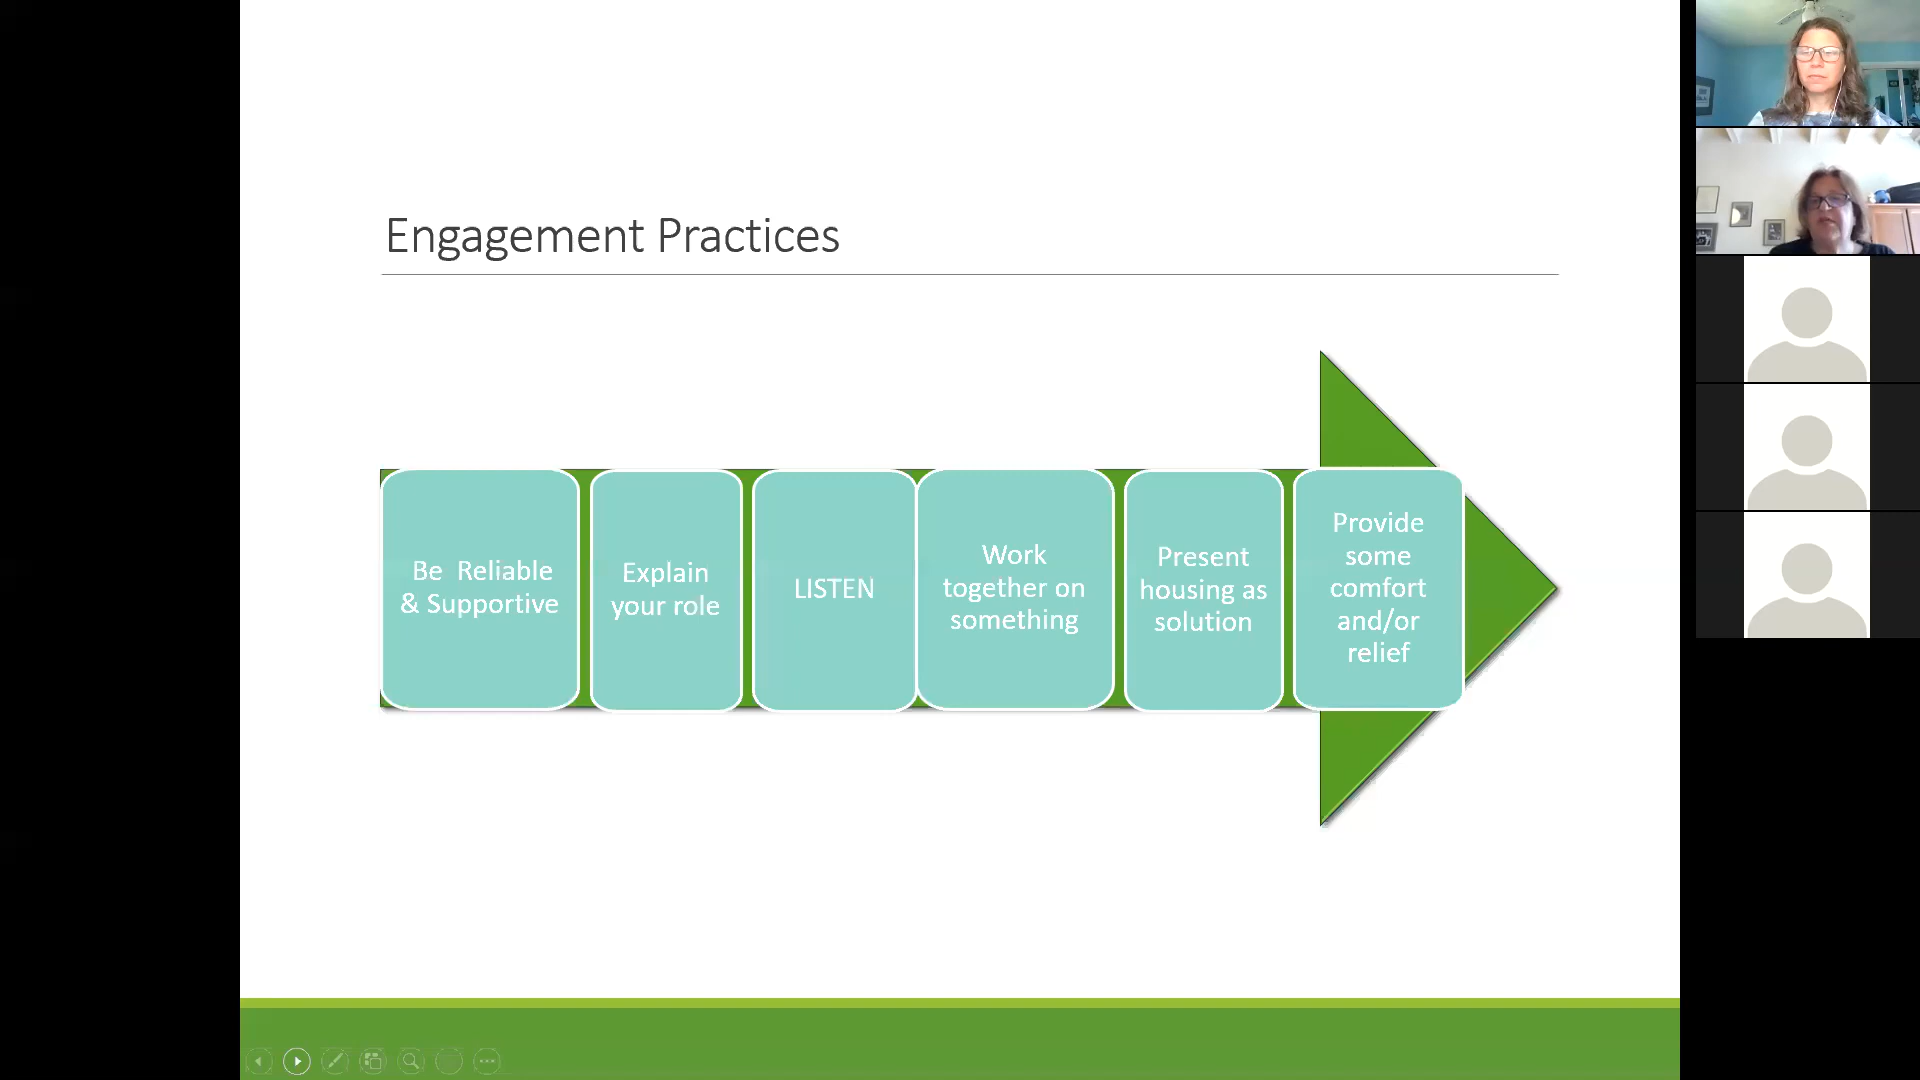 Engagement Practices
Be Reliable
& Supportive
Explain
your role
LISTEN
Work
together on
something
Present
housing as
solution
Provide
some
comfort
and/or
relief